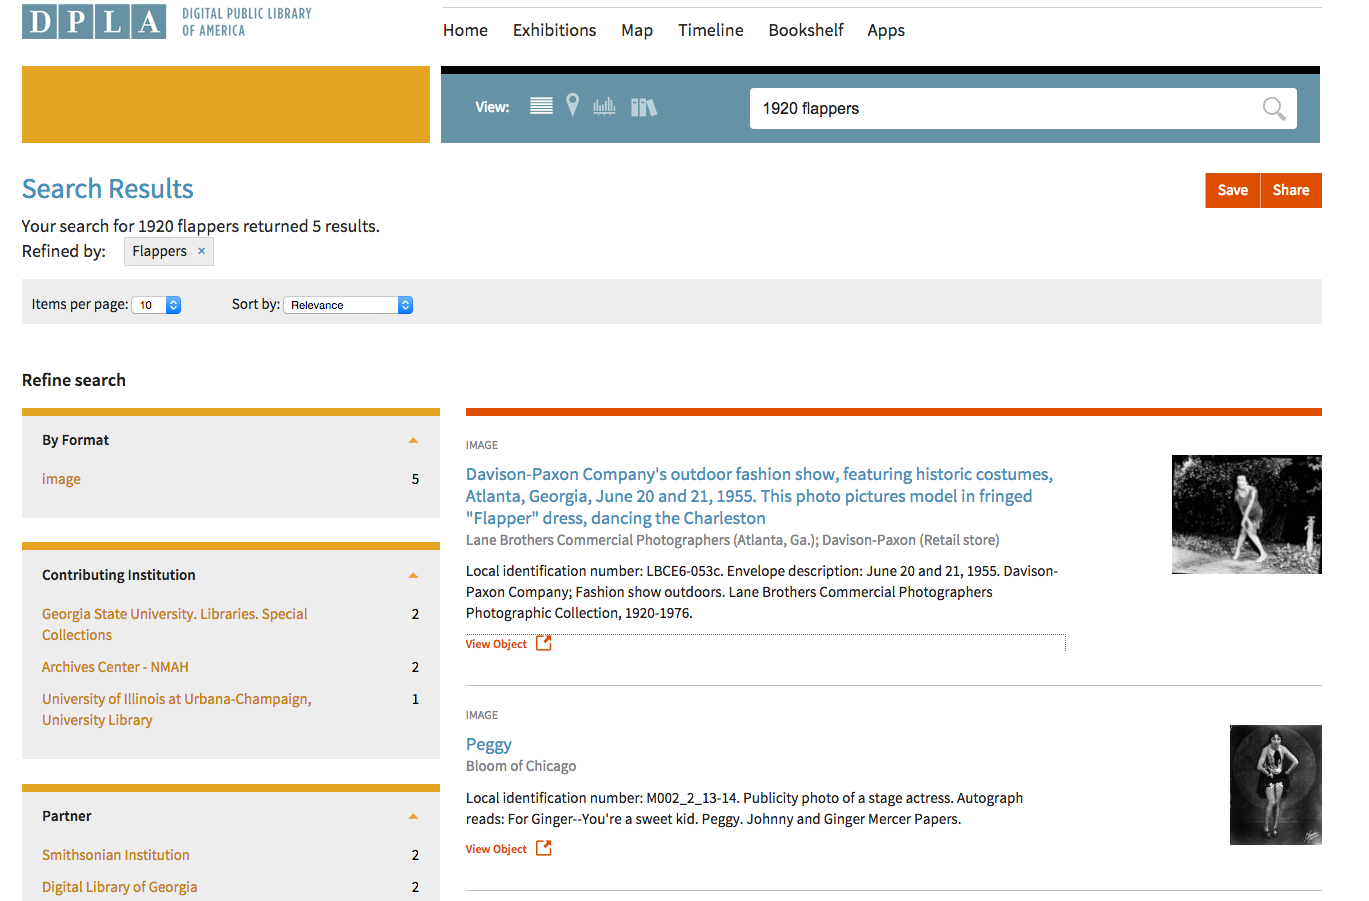 DPLA
DIGITAL PUBLIC LIBRARY
OF AMERICA
Home Exhibitions Map Timeline Bookshelf Apps
View:
1920 flappers
Search Results
Save Share
Your search for 1920 flappers returned 5 results.
Refined by: Flappers ×
Items per page: 10 Sort by: Relevance
Refine search
By Format
image 5
Contributing Institution
Georgia State University. Libraries. Special 2
Collections
Archives Center - NMAH 2
University of Illinois at Urbana-Champaign, 1
University Library
Partner
Smithsonian Institution 2
Digital Library of Georgia 2
IMAGE
Davison-Paxon Company's outdoor fashion show, featuring historic costumes,
Atlanta, Georgia, June 20 and 21, 1955. This photo pictures model in fringed
"Flapper" dress, dancing the Charleston
Lane Brothers Commercial Photographers (Atlanta, Ga.); Davison-Paxon (Retail store)
Local identification number: LBCE6-053c. Envelope description: June 20 and 21, 1955. Davison-
Paxon Company; Fashion show outdoors. Lane Brothers Commercial Photographers
Photographic Collection, 1920-1976.
View Object
IMAGE
Peggy
Bloom of Chicago
Local identification number: M002_2_13-14. Publicity photo of a stage actress. Autograph
reads: For Ginger--You're a sweet kid. Peggy. Johnny and Ginger Mercer Papers.
View Object